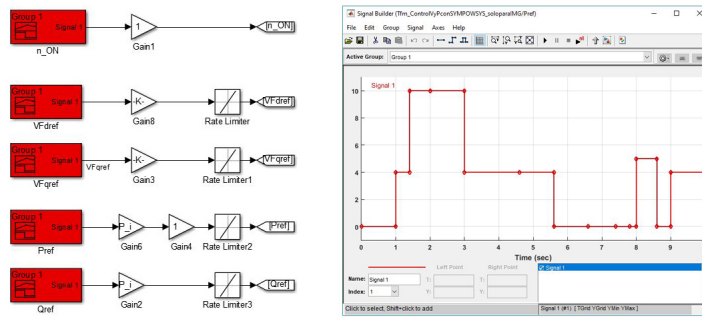 Group 1
Signal 1
n_ON
1
Gain1
[n_ON]
Group 1
Signal 1
VFdref
-K-
Gain8
Rate Limiter
[VFdref]
Group 1
Signal 1
VFqref
VFqref
-K-
Gain3
Rate Limiter1
[VFqref]
Group 1
Signal 1
Pref
P_i
Gain6
1
Gain4
Rate Limiter2
[Pref]
Group 1
Signal 1
Qref
P_i
Gain2
Rate Limiter3
[Qref]
Signal Builder (Tfm_ControlVyPconSYMPOWSYS_soloparalMG/Pref)
File Edit Group Signal Axes Help
Active Group: Group 1
Signal 1
10
8
6
4
2
0
0 1 2 3 4 5 6 7 8 9
Time (sec)
Left Point Right Point
Name: Signal 1 T: T:
Index: 1 Y: Y:
Signal 1
Click to select, Shift+click to add
Signal 1 (#1) [ TGrid YGrid YMin YMax ]